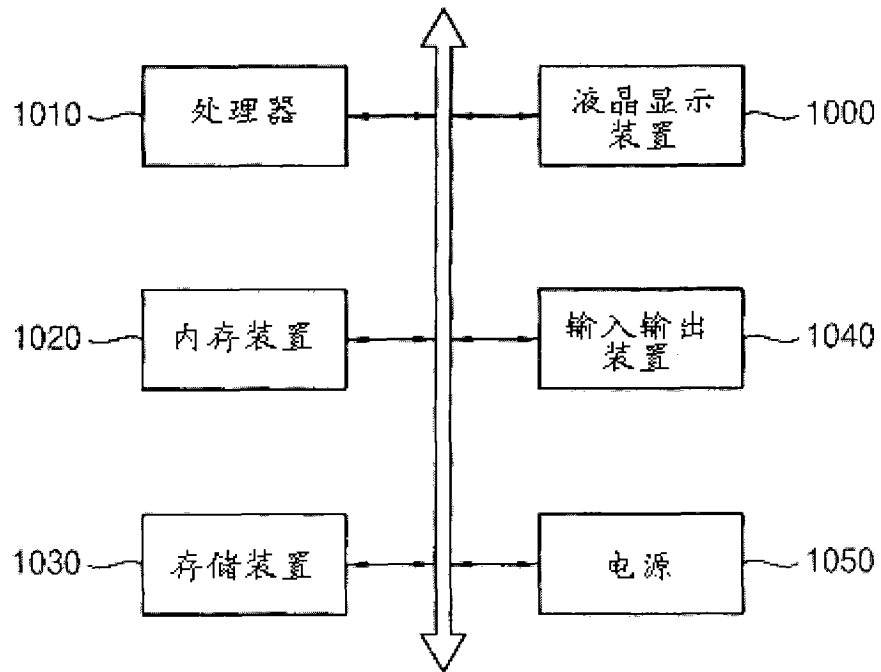 1010
处理器
液晶显示
装置
1000
1020
内存装置
输入输出
装置
1040
1030
存储装置
电源
1050